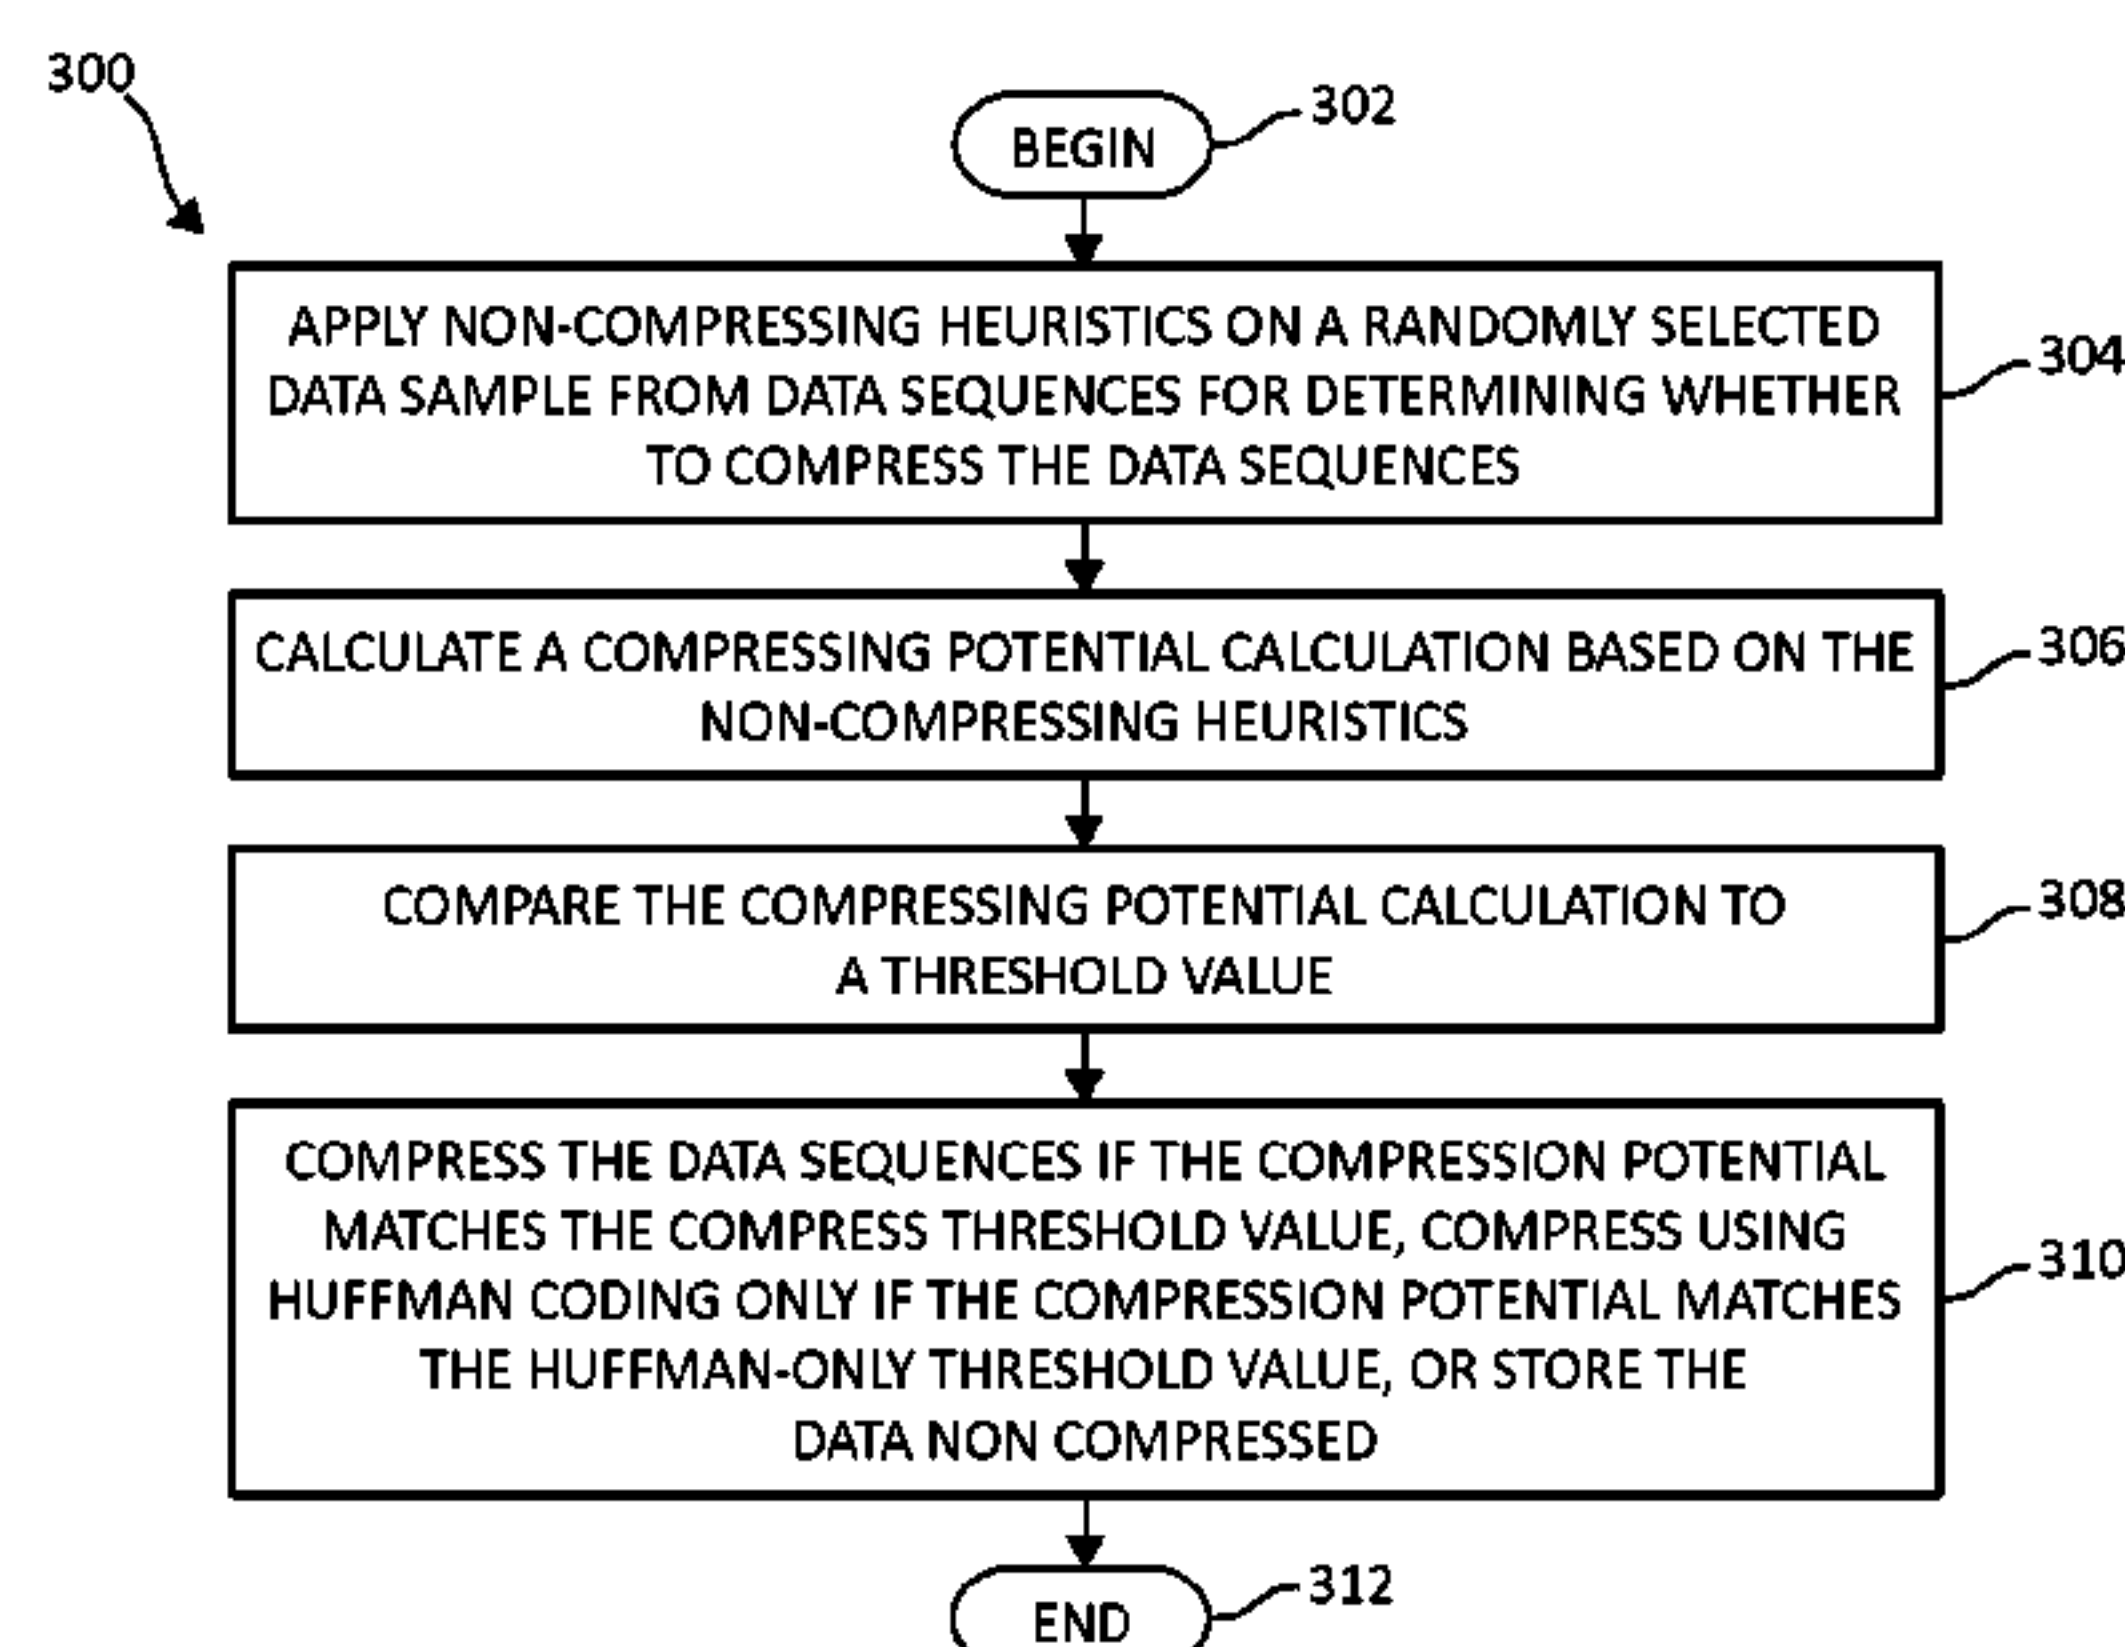 300
BEGIN
302
APPLY NON-COMPRESSING HEURISTICS ON A RANDOMLY SELECTED
DATA SAMPLE FROM DATA SEQUENCES FOR DETERMINING WHETHER
TO COMPRESS THE DATA SEQUENCES
304
CALCULATE A COMPRESSING POTENTIAL CALCULATION BASED ON THE
NON-COMPRESSING HEURISTICS
306
COMPARE THE COMPRESSING POTENTIAL CALCULATION TO
A THRESHOLD VALUE
308
COMPRESS THE DATA SEQUENCES IF THE COMPRESSION POTENTIAL
MATCHES THE COMPRESS THRESHOLD VALUE, COMPRESS USING
HUFFMAN CODING ONLY IF THE COMPRESSION POTENTIAL MATCHES
THE HUFFMAN-ONLY THRESHOLD VALUE, OR STORE THE
DATA NON COMPRESSED
310
END
312